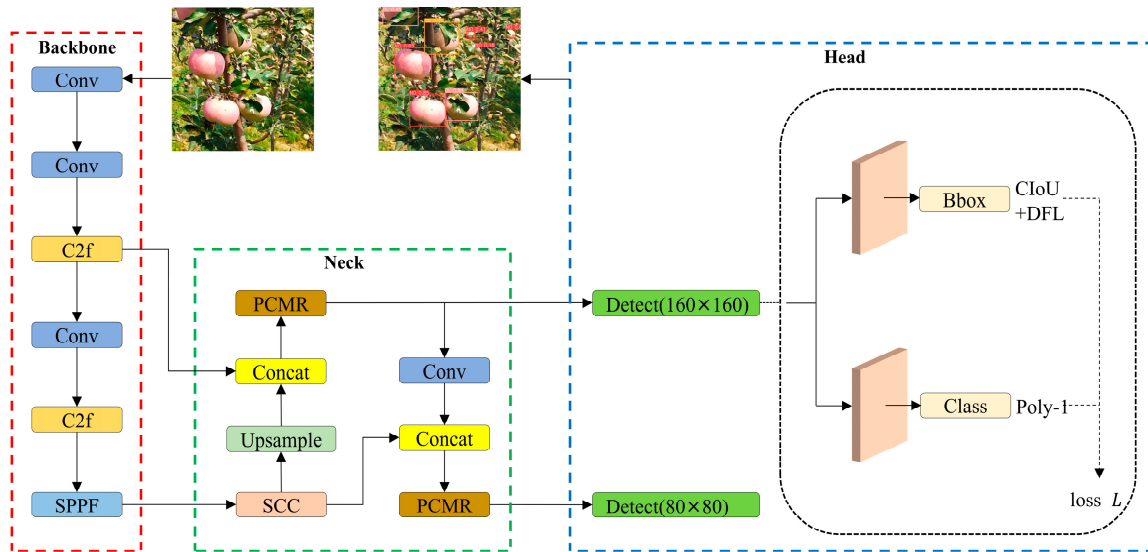 Backbone
Conv
Conv
C2f
Conv
C2f
SPPF
Neck
PCMR
Concat
Upsample
SCC
Conv
Concat
PCMR
Head
Detect(160×160)
Detect(80×80)
Bbox
CIoU
+DFL
Class
Poly-1
loss L